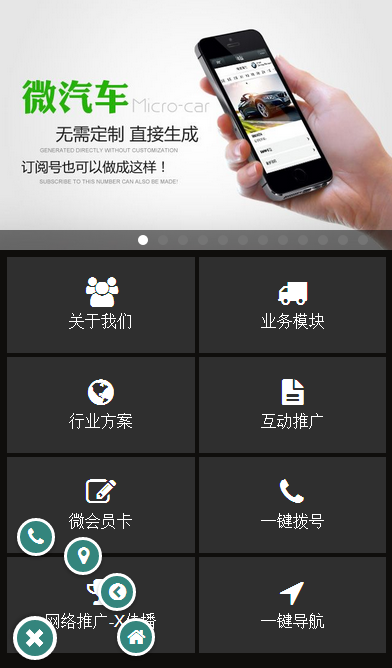 微汽车 Micro-car
无需定制 直接生成
GENERATED DIRECTLY WITHOUT CUSTOMIZATION
订阅号也可以做成这样！
SUBSCRIBE TO THIS NUMBER CAN ALSO BE MADE!
关于我们
业务模块
行业方案
互动推广
微会员卡
一键拨号
网络推广-X传播
一键导航